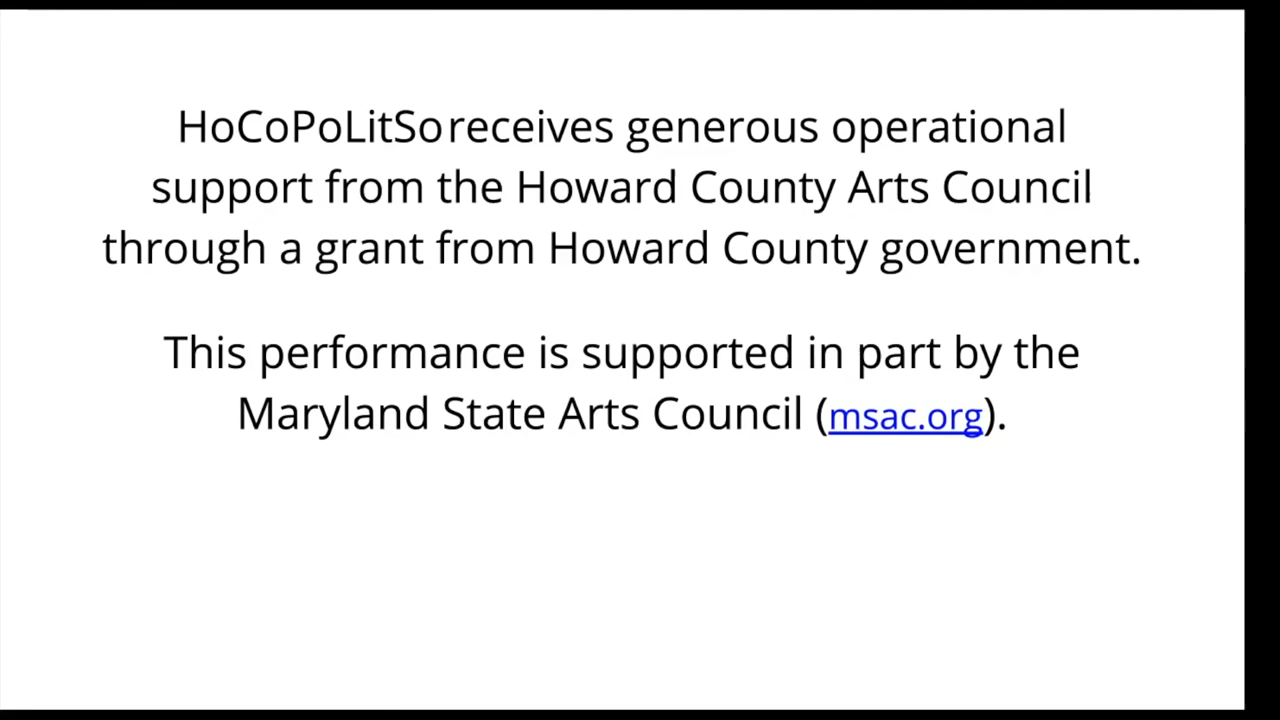 HoCoPoLitSo receives generous operational
support from the Howard County Arts Council
through a grant from Howard County government.
This performance is supported in part by the
Maryland State Arts Council (msac.org).